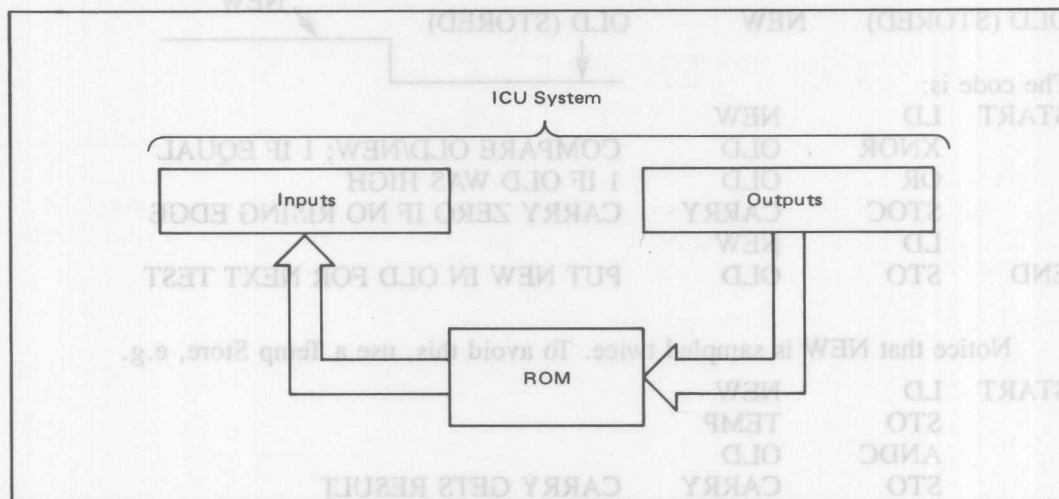 NEW
OLD (STORED) NEW OLD (STORED)
The code is:
ICU System
START LD NEW
XNOR OLD COMPARE OLD/NEW; 1 IF EQUAL
OR OLD 1 IF OLD WAS HIGH
Inputs
Outputs
STOC CARRY CARRY ZERO IF NO RISING EDGE
LD NEW
END STO OLD PUT NEW IN OLD FOR NEXT TEST
Notice that NEW is sampled twice. To avoid this, use a Temp Store, e.g.
ROM
START LD NEW
STO TEMP
ANDC OLD
STO CARRY CARRY GETS RESULT